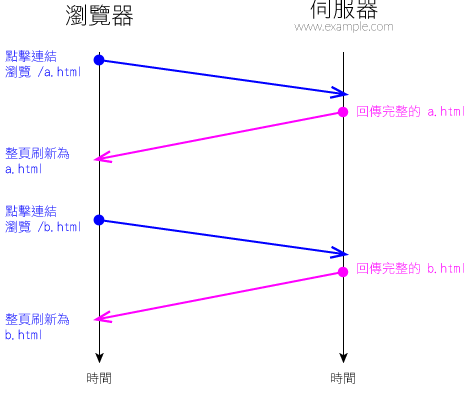 瀏覽器
伺服器
www.example.com
點擊連結
瀏覽 /a.html
回傳完整的 a.html
整頁刷新為
a.html
點擊連結
瀏覽 /b.html
回傳完整的 b.html
整頁刷新為
b.html
時間
時間